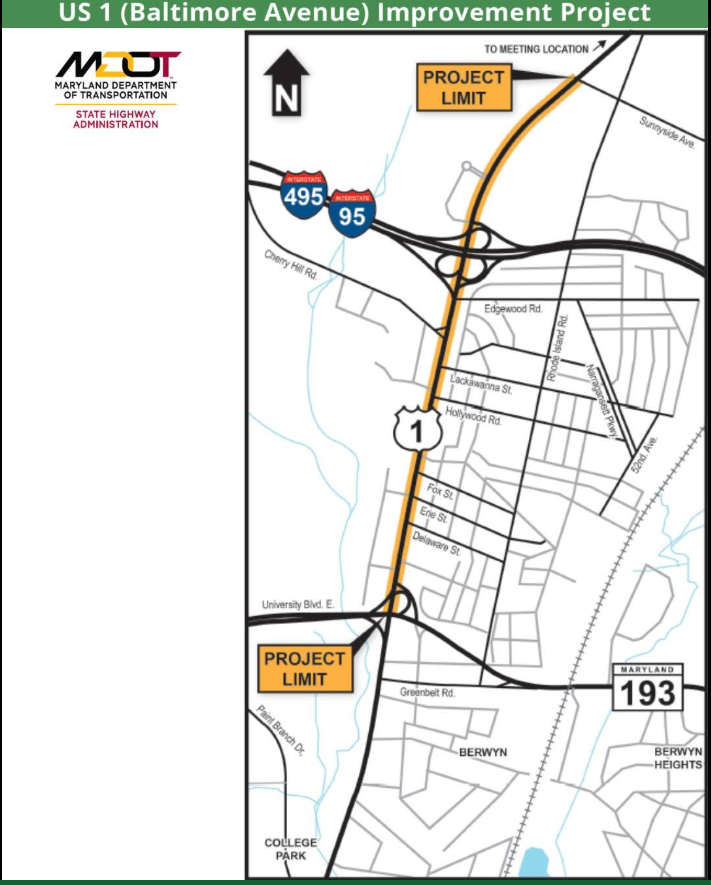 US 1 (Baltimore Avenue) Improvement Project
MDOT
MARYLAND DEPARTMENT
OF TRANSPORTATION
STATE HIGHWAY
ADMINISTRATION
TO MEETING LOCATION
PROJECT
LIMIT
N
Sunnyside Ave.
INTERSTATE
495
INTERSTATE
95
Cherry Hill Rd.
Edgewood Rd.
Rhode Island Rd.
Narragansett Pkwy.
Lackawanna St.
Hollywood Rd.
1
52nd. Ave.
Fox St.
Erie St.
Delaware St.
University Blvd. E.
PROJECT
LIMIT
MARYLAND
193
Greenbelt Rd.
Paint Branch Dr.
BERWYN
BERWYN
HEIGHTS
COLLEGE
PARK